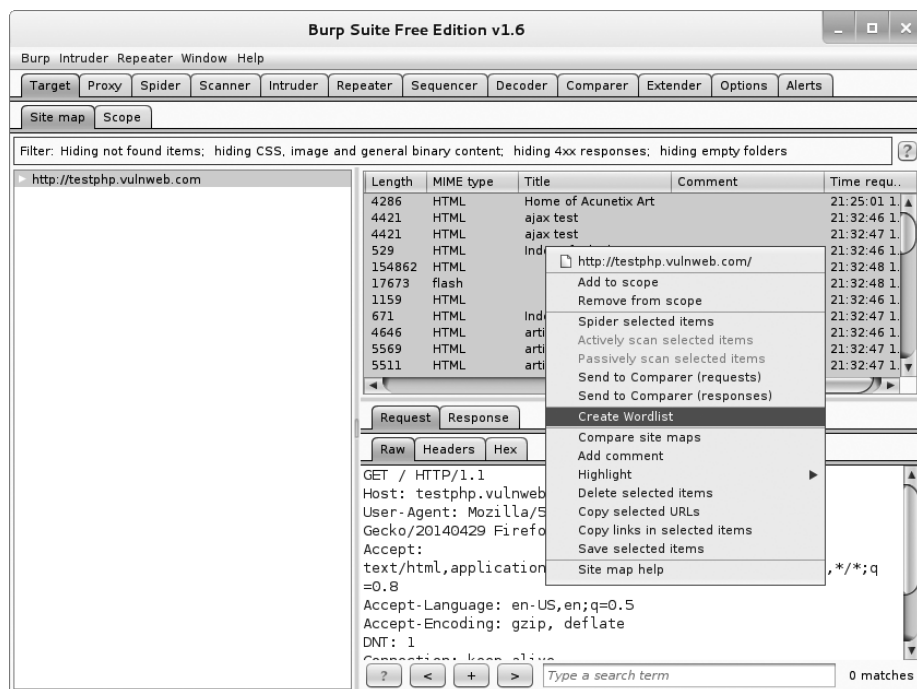 Burp Suite Free Edition v1.6
Burp Intruder Repeater Window Help
Target Proxy Spider Scanner Intruder Repeater Sequencer Decoder Comparer Extender Options Alerts
Site map Scope
Filter: Hiding not found items; hiding CSS, image and general binary content; hiding 4xx responses; hiding empty folders ?
http://testphp.vulnweb.com
Length MIME type Title Comment Time requ..
4286 HTML Home of Acunetix Art 21:25:01 1.
4421 HTML ajax test 21:32:46 1.
4421 HTML ajax test 21:32:47 1.
529 HTML 21:32:46 1.
154862 HTML 21:32:48 1.
17673 flash 21:32:48 1.
1159 HTML 21:32:46 1.
671 HTML Inde 21:32:47 1.
4646 HTML arti 21:32:46 1.
5569 HTML arti 21:32:47 1.
5511 HTML arti 21:32:47 1.
http://testphp.vulnweb.com/
Add to scope
Remove from scope
Spider selected items
Actively scan selected items
Passively scan selected items
Send to Comparer (requests)
Send to Comparer (responses)
Create Wordlist
Compare site maps
Add comment
Highlight
Delete selected items
Copy selected URLs
Copy links in selected items
Save selected items
Site map help
Request Response
Raw Headers Hex
GET / HTTP/1.1
Host: testphp.vulnweb
User-Agent: Mozilla/5
Gecko/20140429 Firefo
Accept:
text/html,application ,*/*;q
=0.8
Accept-Language: en-US,en;q=0.5
Accept-Encoding: gzip, deflate
DNT: 1
Connection: keep-alive
? < + > Type a search term 0 matches